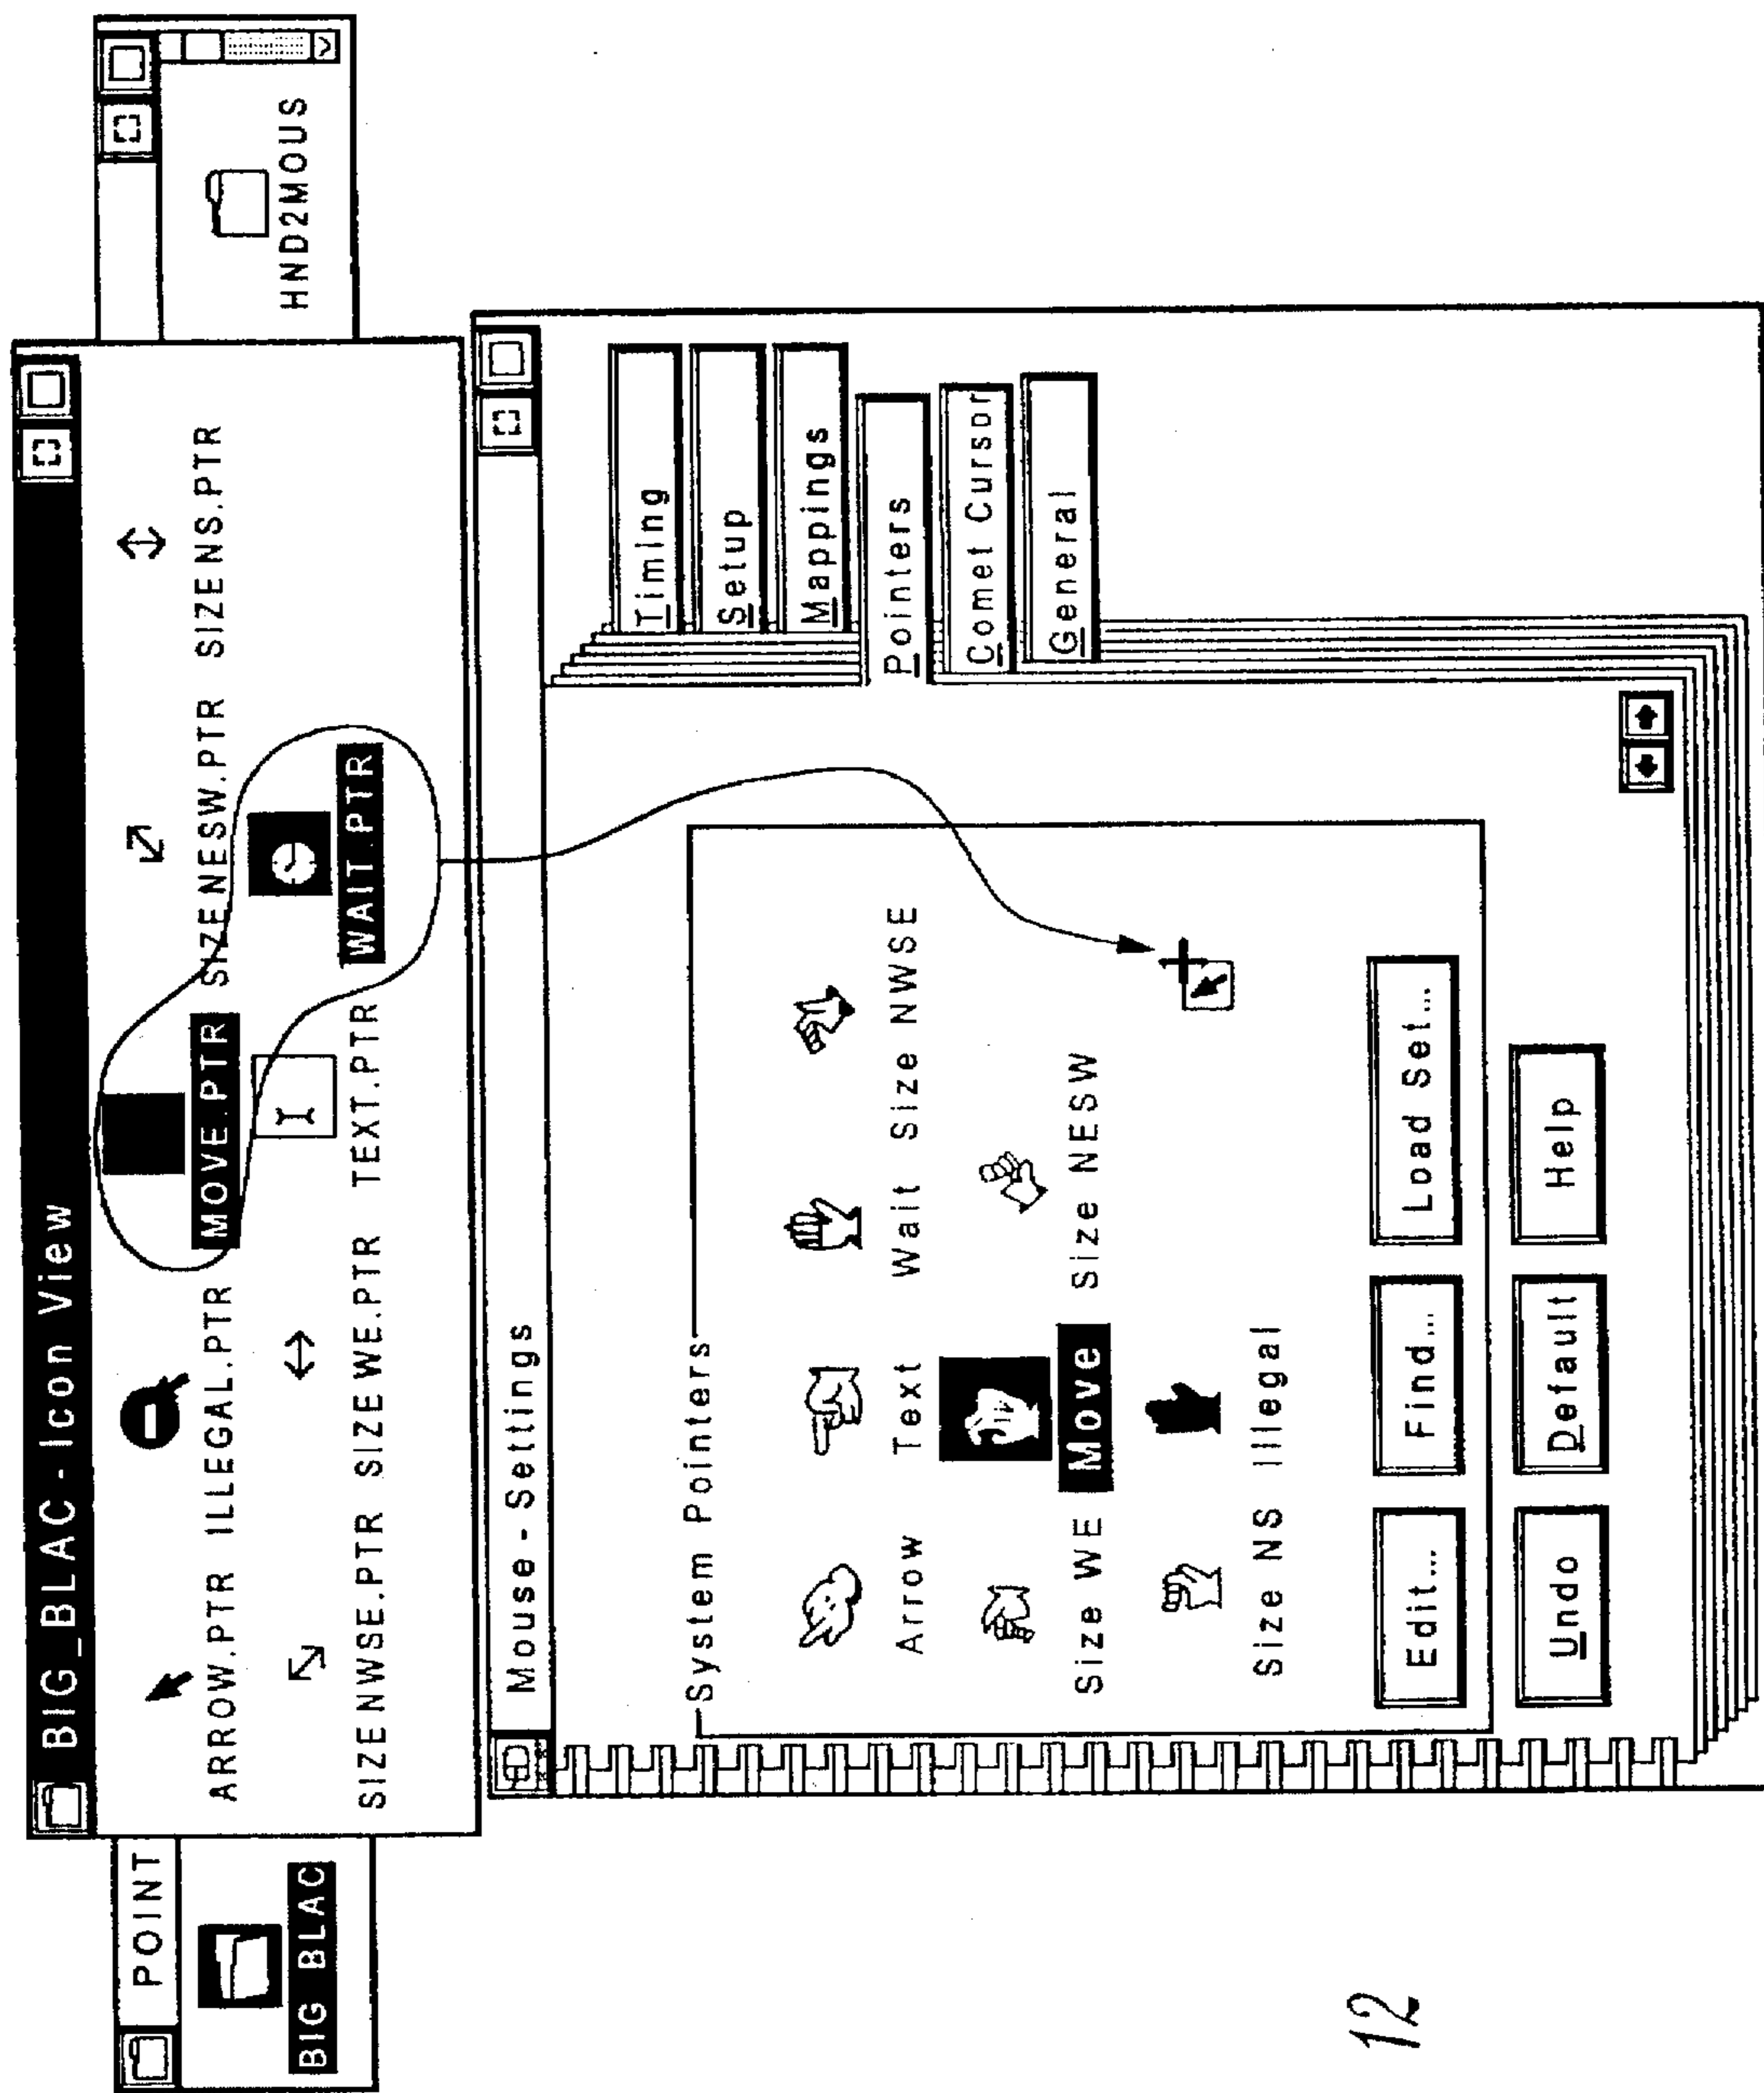 POINT
BIG BLAC
BIG_BLAC - Icon View
ARROW.PTR ILLEGAL.PTR MOVE.PTR SIZENESW.PTR SIZENS.PTR
SIZENWSE.PTR SIZEWE.PTR TEXT.PTR WAIT.PTR
HND2MOUS
Mouse - Settings
System Pointers
Arrow Text Wait Size NWSE
Size WE Move Size NESW
Size NS Illegal
Edit... Find... Load Set...
Undo Default Help
Timing
Setup
Mappings
Pointers
Comet Cursor
General
12